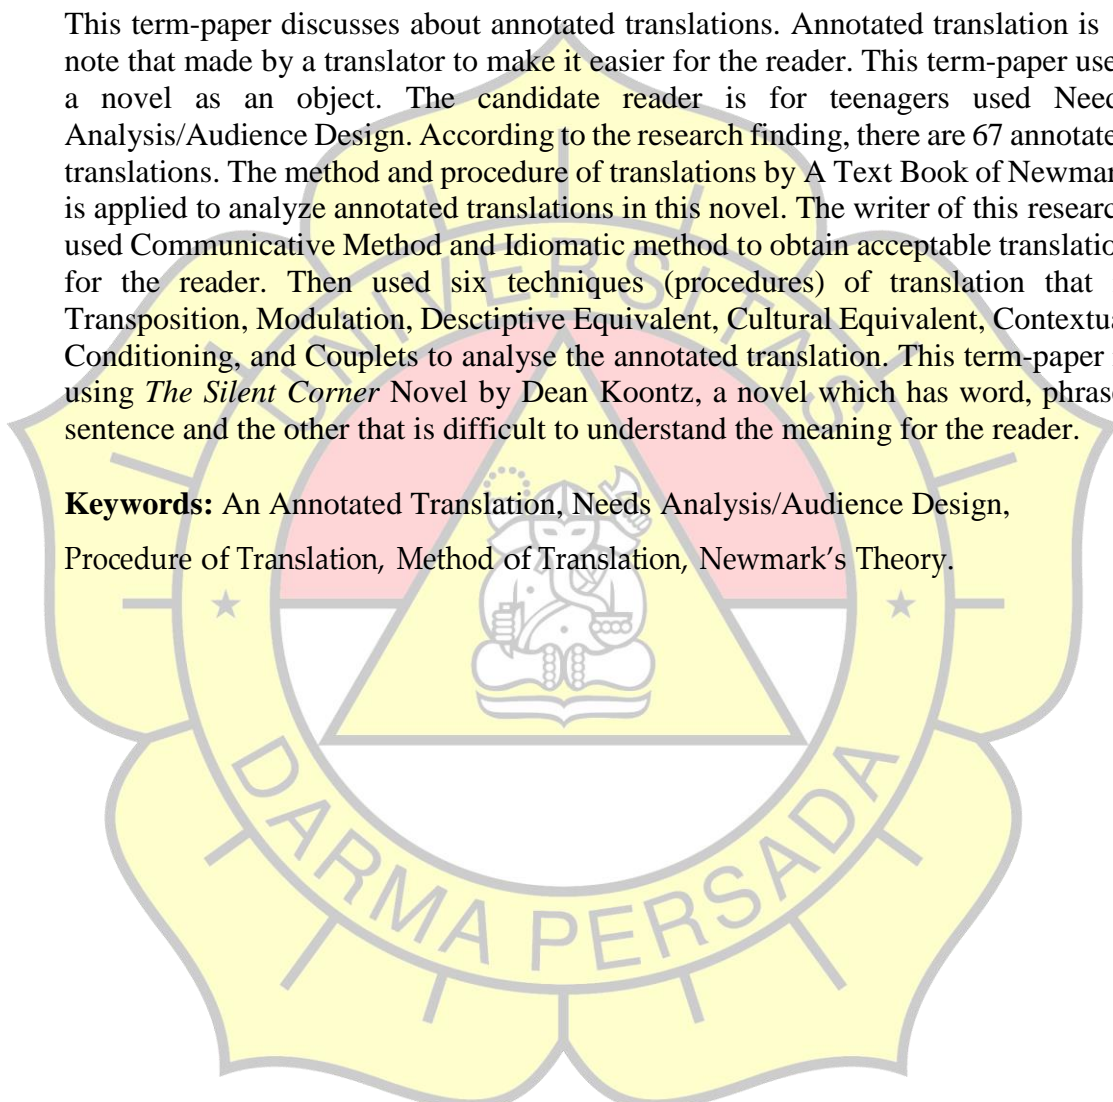 This term-paper discusses about annotated translations. Annotated translation is
note that made by a translator to make it easier for the reader. This term-paper use
a novel as an object. The candidate reader is for teenagers used Need
Analysis/Audience Design. According to the research finding, there are 67 annotate
translations. The method and procedure of translations by A Text Book of Newmar
is applied to analyze annotated translations in this novel. The writer of this researc
used Communicative Method and Idiomatic method to obtain acceptable translatio
for the reader. Then used six techniques (procedures) of translation that
Transposition, Modulation, Desctiptive Equivalent, Cultural Equivalent, Contextua
Conditioning, and Couplets to analyse the annotated translation. This term-paper
using The Silent Corner Novel by Dean Koontz, a novel which has word, phrase
sentence and the other that is difficult to understand the meaning for the reader.
Keywords: An Annotated Translation, Needs Analysis/Audience Design,
Procedure of Translation, Method of Translation, Newmark's Theory.
UNIVERSITAS
DARMA PERSADA